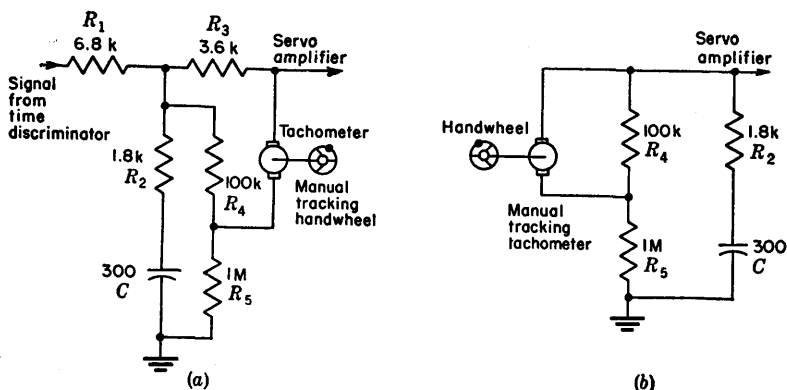 R₁
6.8 k
R₃
3.6 k
Servo
amplifier
Signal
from
time
discriminator
1.8k
R₂
100k
R₄
Tachometer
Manual
tracking
handwheel
300
C
1M
R₅
(a)
Servo
amplifier
Handwheel
100k
R₄
1.8k
R₂
Manual
tracking
tachometer
1M
R₅
300
C
(b)